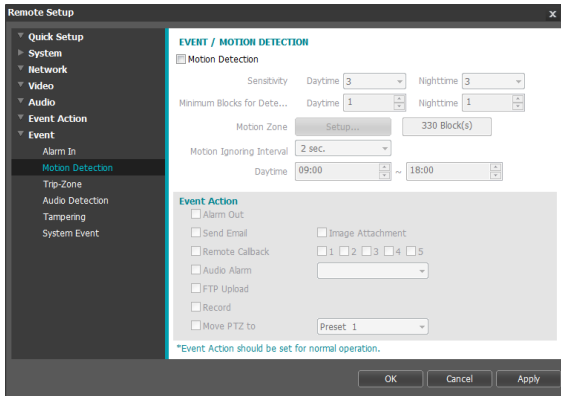 Remote Setup
x
Quick Setup
System
Network
Video
Audio
Event Action
Event
Alarm In
Motion Detection
Trip-Zone
Audio Detection
Tampering
System Event
EVENT / MOTION DETECTION
Motion Detection
Sensitivity Daytime 3 Nighttime 3
Minimum Blocks for Dete... Daytime 1 Nighttime 1
Motion Zone Setup... 330 Block(s)
Motion Ignoring Interval 2 sec.
Daytime 09:00 ~ 18:00
Event Action
Alarm Out
Send Email Image Attachment
Remote Callback 1 2 3 4 5
Audio Alarm
FTP Upload
Record
Move PTZ to Preset 1
*Event Action should be set for normal operation.
OK Cancel Apply